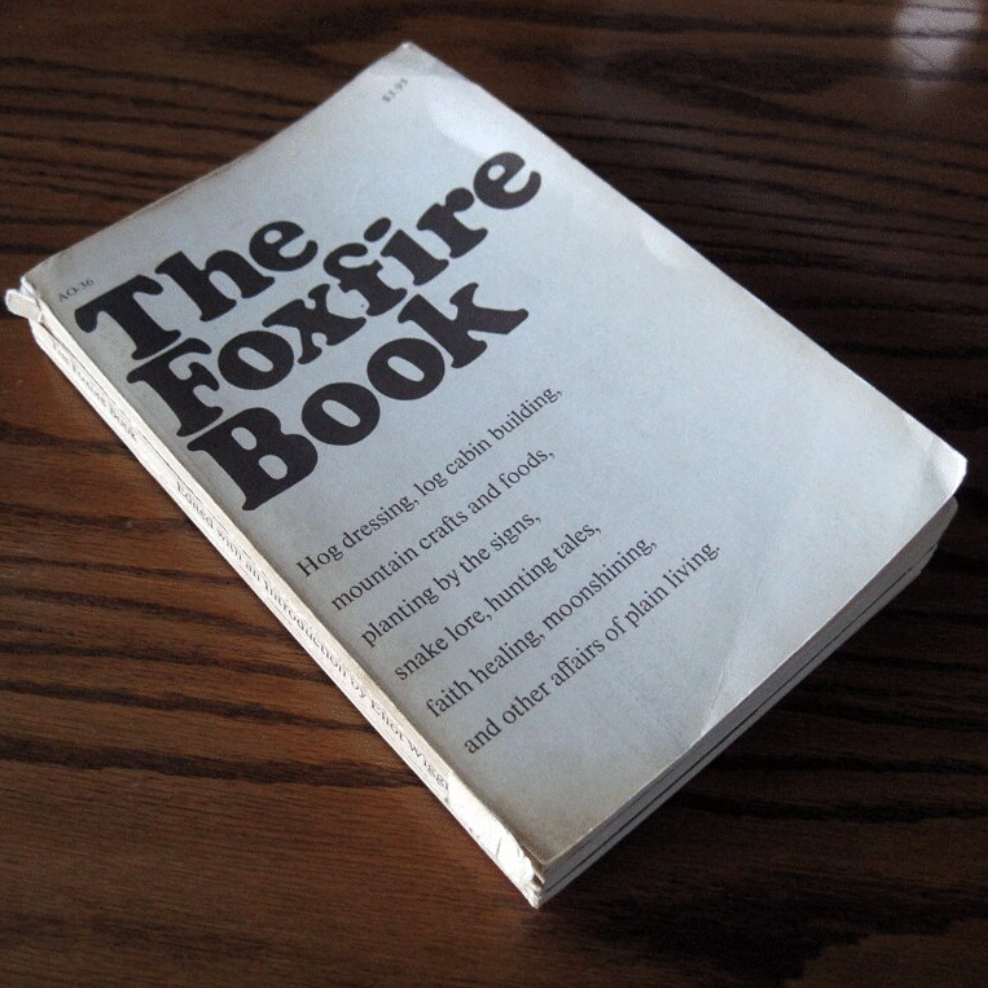 $3.95
AO-36
The
Foxfire
Book
Hog dressing, log cabin building,
mountain crafts and foods,
planting by the signs,
snake lore, hunting tales,
faith healing, moonshining,
and other affairs of plain living.
The Foxfire Book
Edited with an Introduction by Eliot Wiggi